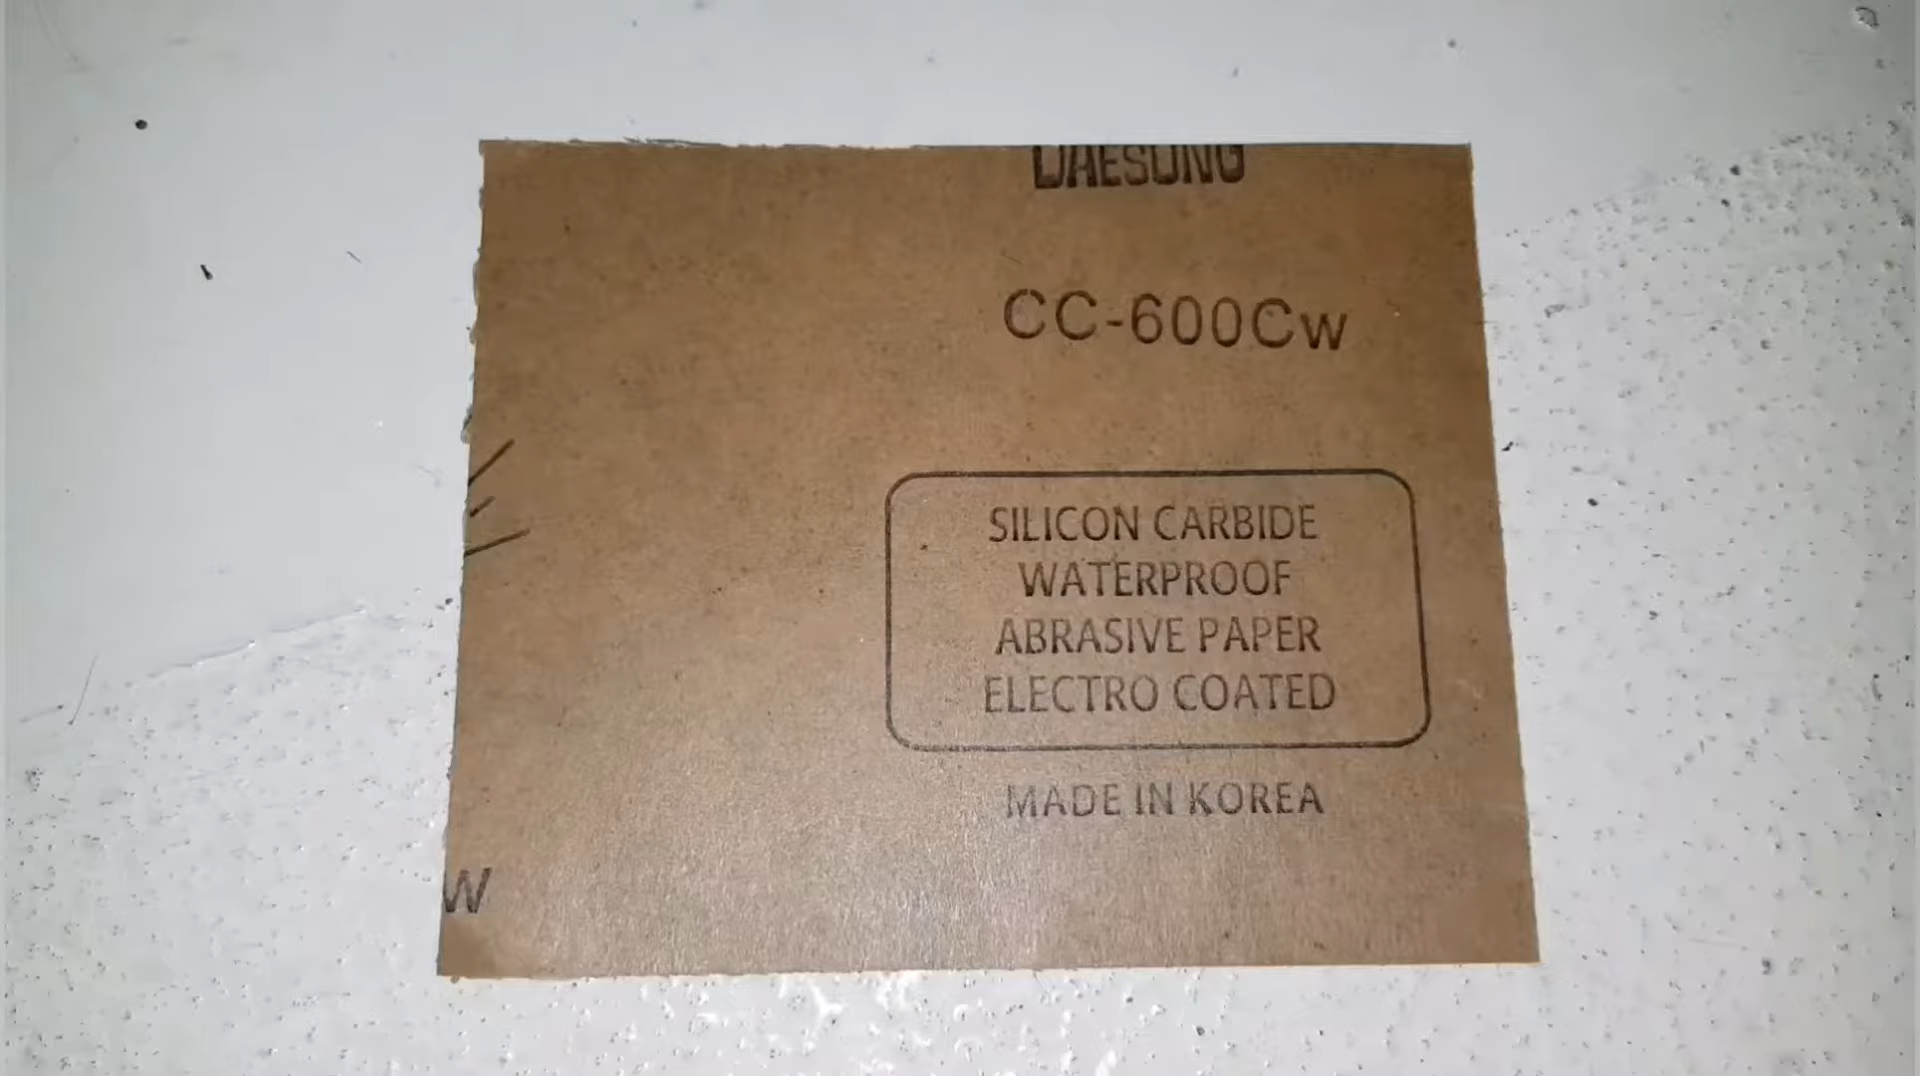 DAESUNG
CC-600Cw
SILICON CARBIDE
WATERPROOF
ABRASIVE PAPER
ELECTRO COATED
MADE IN KOREA
W